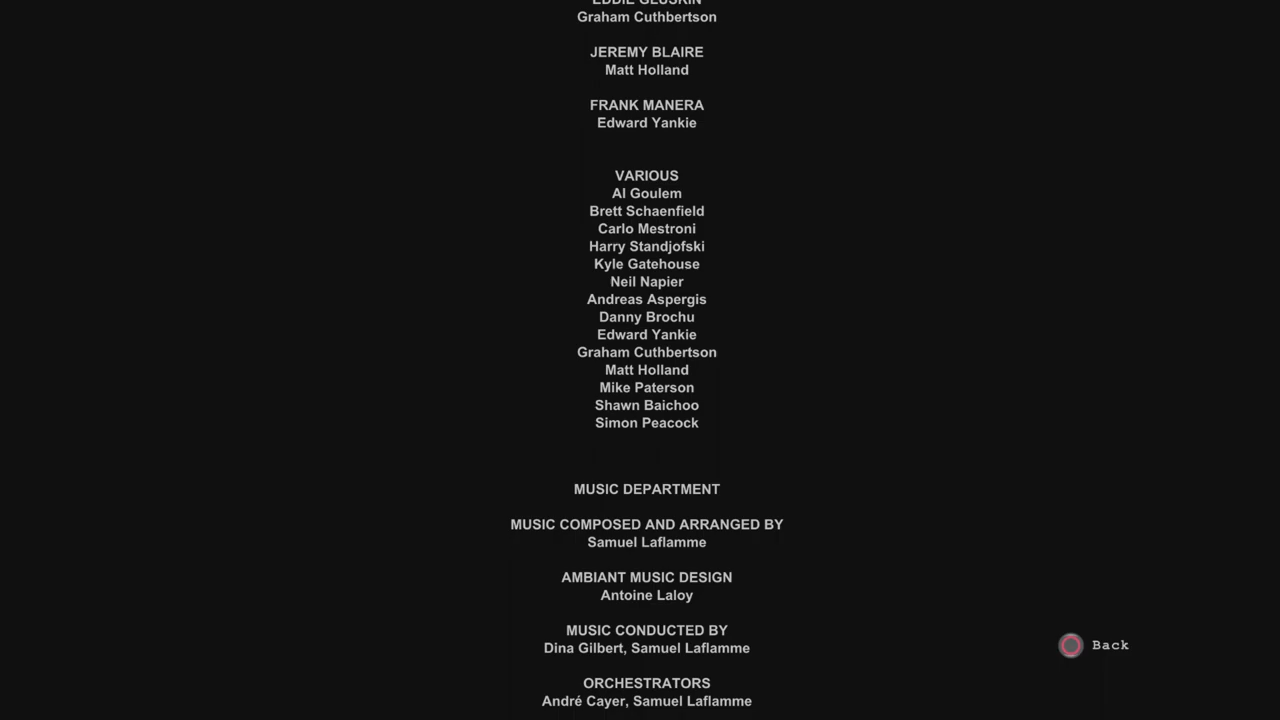 EDDIE GLUSKIN
Graham Cuthbertson
JEREMY BLAIRE
Matt Holland
FRANK MANERA
Edward Yankie
VARIOUS
Al Goulem
Brett Schaenfield
Carlo Mestroni
Harry Standjofski
Kyle Gatehouse
Neil Napier
Andreas Aspergis
Danny Brochu
Edward Yankie
Graham Cuthbertson
Matt Holland
Mike Paterson
Shawn Baichoo
Simon Peacock
MUSIC DEPARTMENT
MUSIC COMPOSED AND ARRANGED BY
Samuel Laflamme
AMBIANT MUSIC DESIGN
Antoine Laloy
MUSIC CONDUCTED BY
Dina Gilbert, Samuel Laflamme
Back
ORCHESTRATORS
André Cayer, Samuel Laflamme